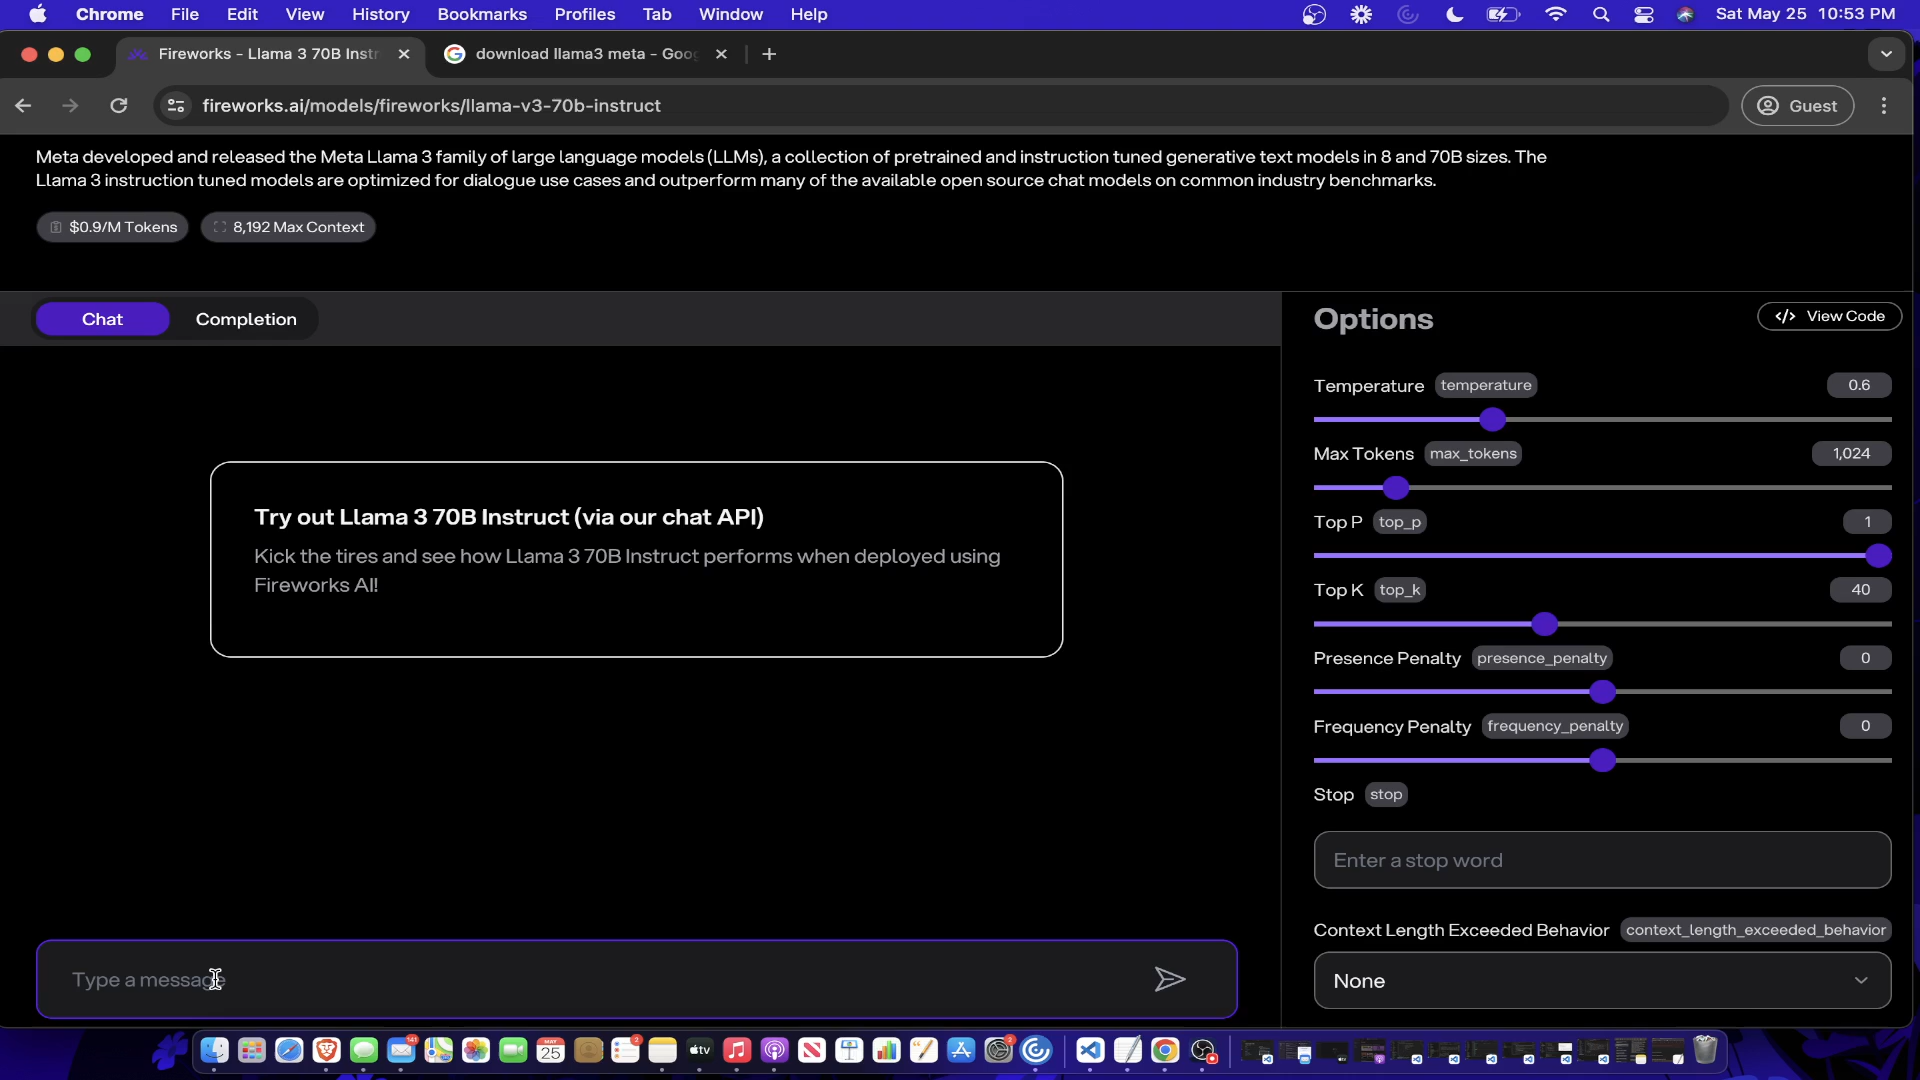 Chrome File Edit View History Bookmarks Profiles Tab Window Help Sat May 25 10:53 PM
Fireworks - Llama 3 70B Instr download llama3 meta - Goog
fireworks.ai/models/fireworks/llama-v3-70b-instruct Guest
Meta developed and released the Meta Llama 3 family of large language models (LLMs), a collection of pretrained and instruction tuned generative text models in 8 and 70B sizes. The
Llama 3 instruction tuned models are optimized for dialogue use cases and outperform many of the available open source chat models on common industry benchmarks.
$0.9/M Tokens 8,192 Max Context
Chat Completion
Try out Llama 3 70B Instruct (via our chat API)
Kick the tires and see how Llama 3 70B Instruct performs when deployed using
Fireworks AI!
Type a message
Options </> View Code
Temperature temperature 0.6
Max Tokens max_tokens 1,024
Top P top_p 1
Top K top_k 40
Presence Penalty presence_penalty 0
Frequency Penalty frequency_penalty 0
Stop stop
Enter a stop word
Context Length Exceeded Behavior context_length_exceeded_behavior
None
141 MAY 25 2 tv 2